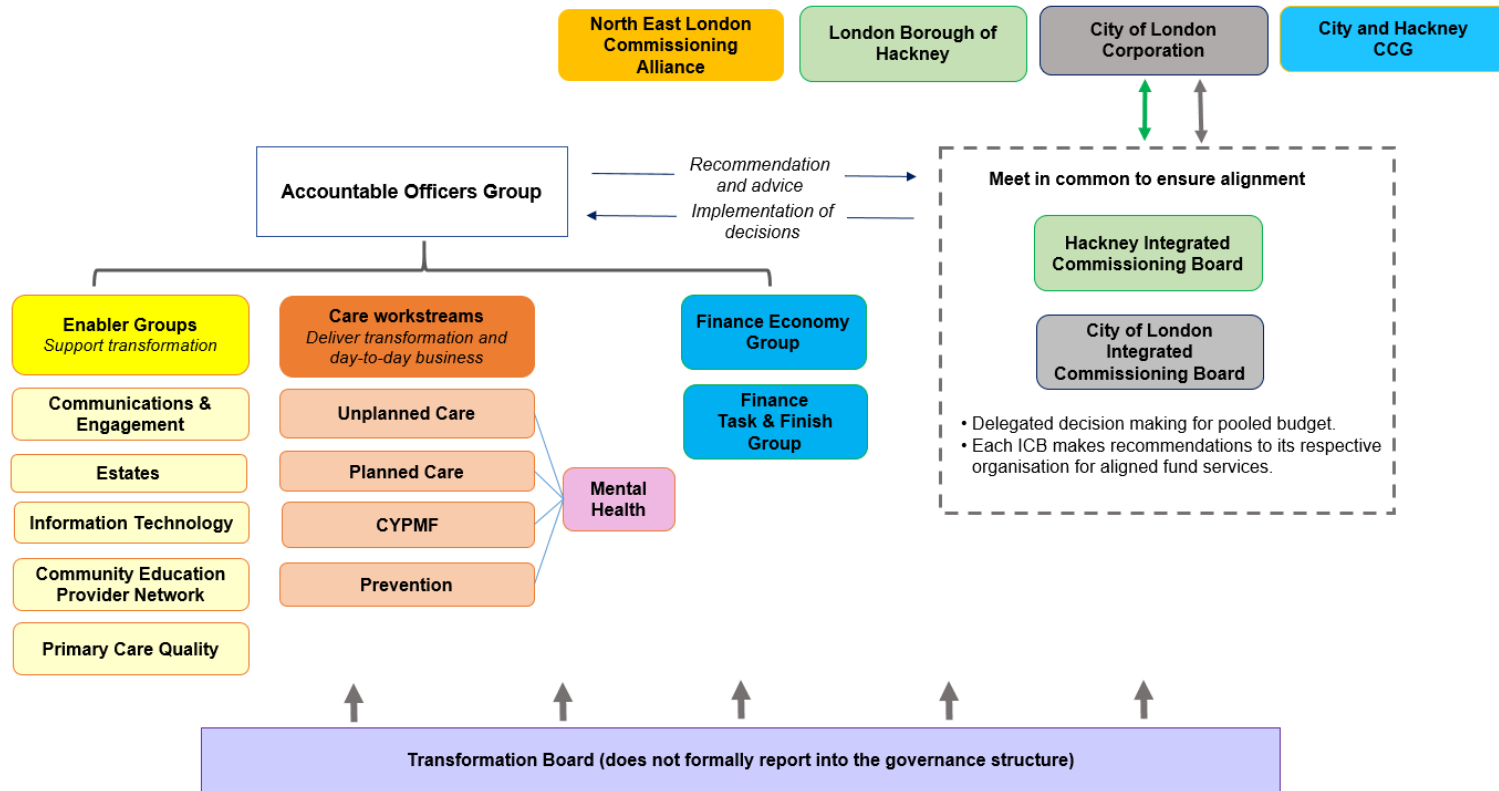 North East London
Commissioning
Alliance
London Borough of
Hackney
City of London
Corporation
City and Hackney
CCG
Accountable Officers Group
Recommendation
and advice
Implementation of
decisions
Meet in common to ensure alignment
Hackney Integrated
Commissioning Board
City of London
Integrated
Commissioning Board
• Delegated decision making for pooled budget.
• Each ICB makes recommendations to its respective
organisation for aligned fund services.
Enabler Groups
Support transformation
Communications &
Engagement
Estates
Information Technology
Community Education
Provider Network
Primary Care Quality
Care workstreams
Deliver transformation and
day-to-day business
Unplanned Care
Planned Care
CYPMF
Prevention
Mental
Health
Finance Economy
Group
Finance
Task & Finish
Group
Transformation Board (does not formally report into the governance structure)